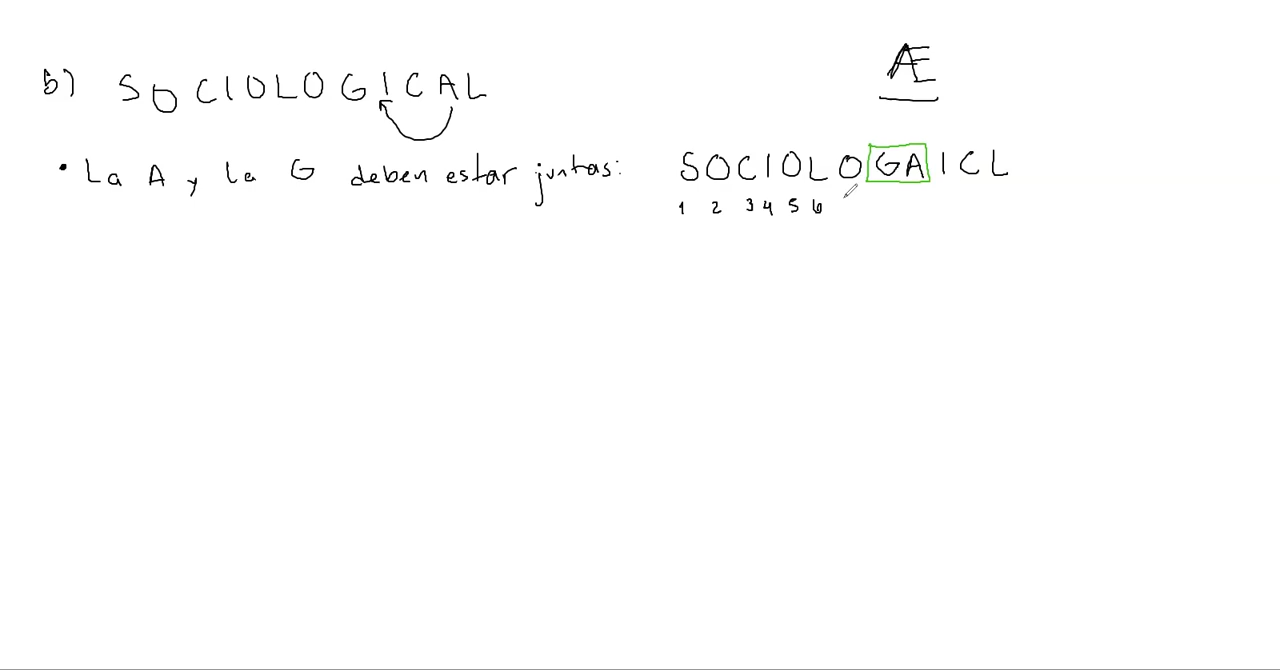 b) SOCIOLOGICAL
Æ
• La A y la G deben estar juntas:
SOCIOLOGAICL
1 2 3 4 5 6